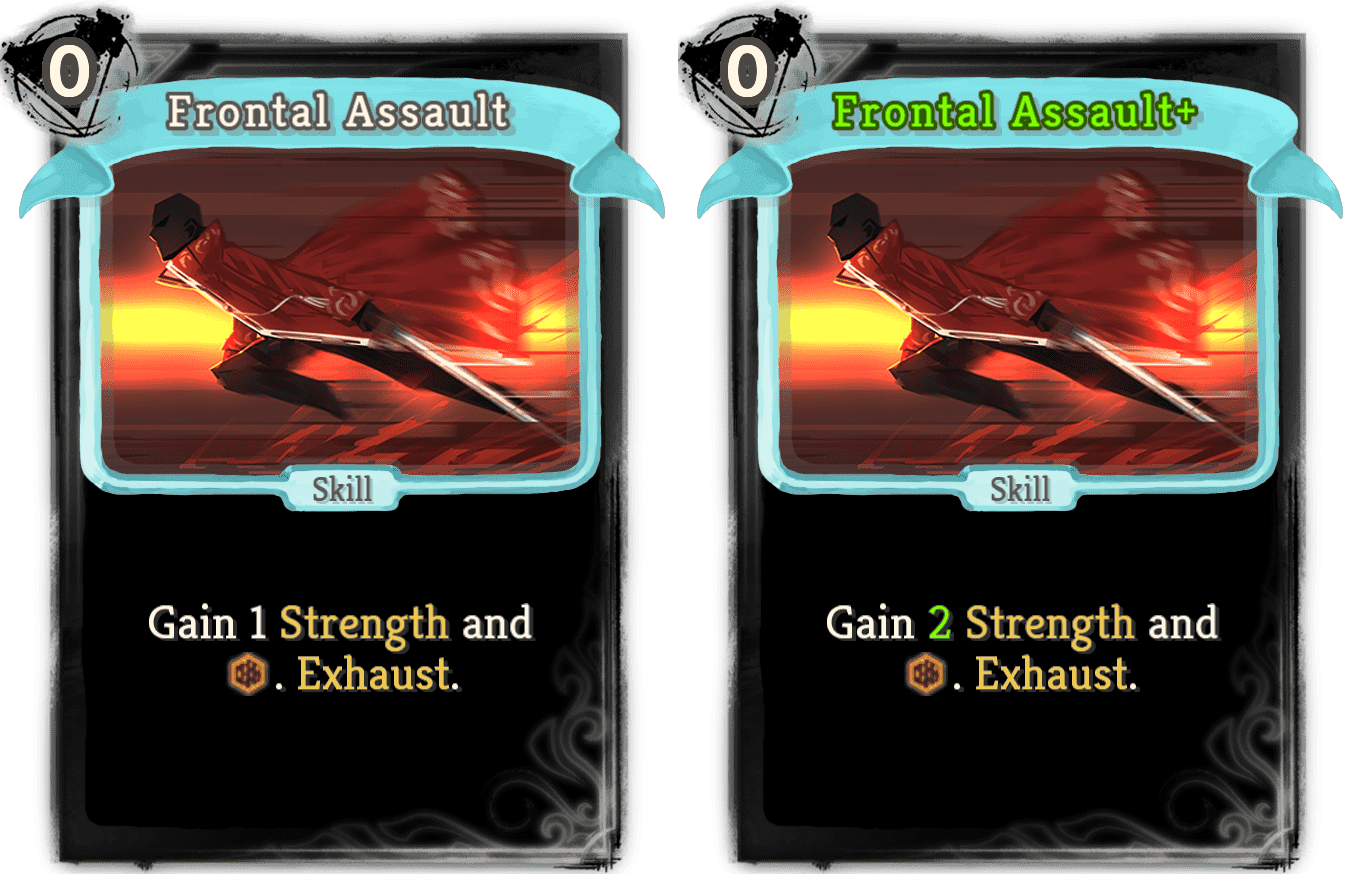 0
Frontal Assault
Skill
Gain 1 Strength and
. Exhaust.
0
Frontal Assault+
Skill
Gain 2 Strength and
. Exhaust.